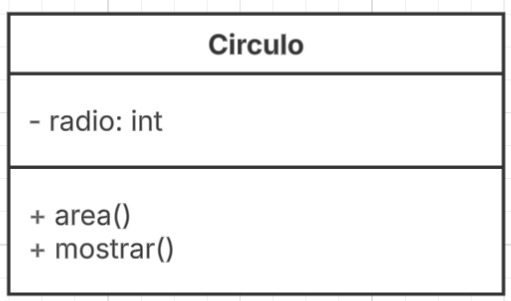 Circulo
- radio: int
+ area()
+ mostrar()